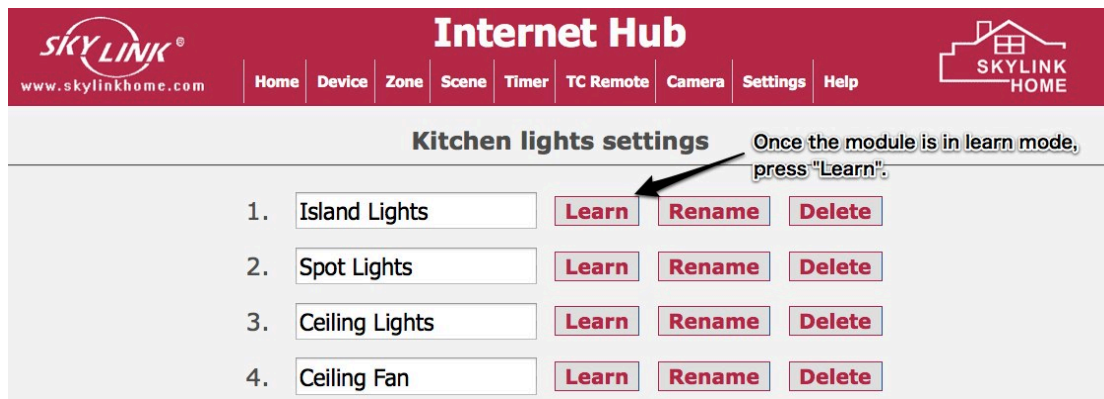 SKYLINK®
www.skylinkhome.com
Internet Hub
Home Device Zone Scene Timer TC Remote Camera Settings Help
SKYLINK
HOME
Kitchen lights settings
Once the module is in learn mode,
press "Learn".
1. Island Lights Learn Rename Delete
2. Spot Lights Learn Rename Delete
3. Ceiling Lights Learn Rename Delete
4. Ceiling Fan Learn Rename Delete